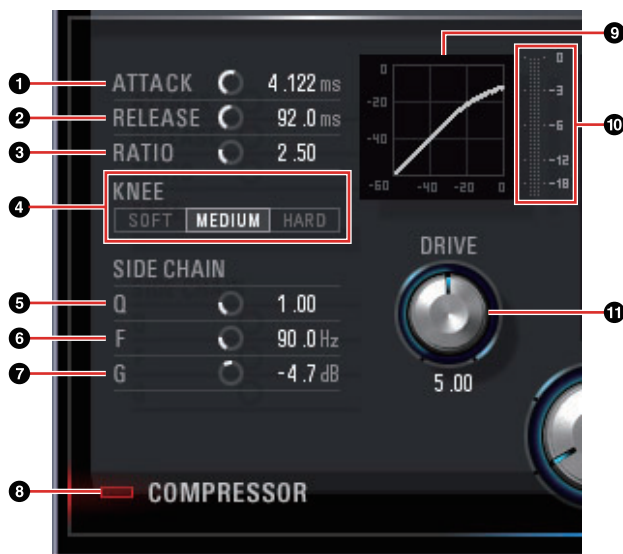 1 ATTACK 4.122 ms
2 RELEASE 92.0 ms
3 RATIO 2.50
4 KNEE
SOFT MEDIUM HARD
SIDE CHAIN
5 Q 1.00
6 F 90.0 Hz
7 G -4.7 dB
8 COMPRESSOR
9
0
-20
-40
-60 -40 -20 0
10
0
-3
-6
-12
-18
DRIVE
11
5.00